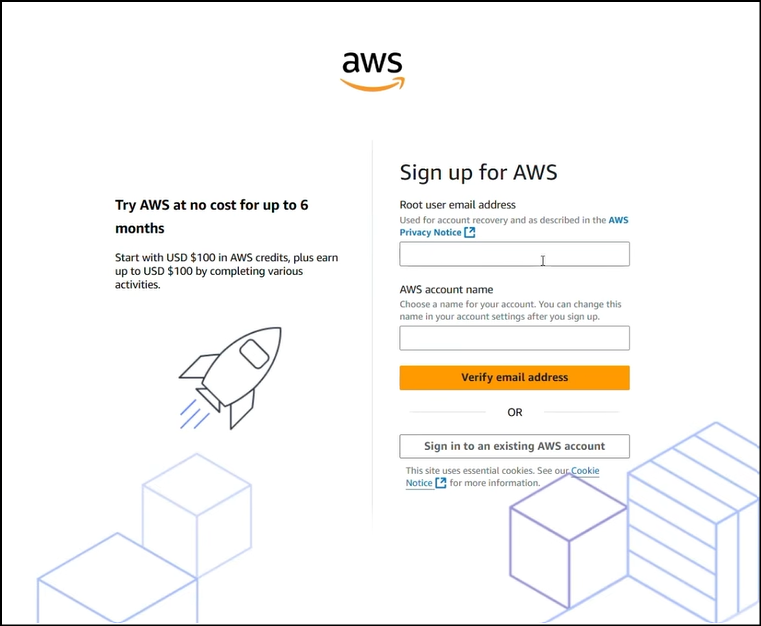 aws
Try AWS at no cost for up to 6
months
Start with USD $100 in AWS credits, plus earn
up to USD $100 by completing various
activities.
Sign up for AWS
Root user email address
Used for account recovery and as described in the AWS
Privacy Notice
AWS account name
Choose a name for your account. You can change this
name in your account settings after you sign up.
Verify email address
OR
Sign in to an existing AWS account
This site uses essential cookies. See our Cookie
Notice for more information.